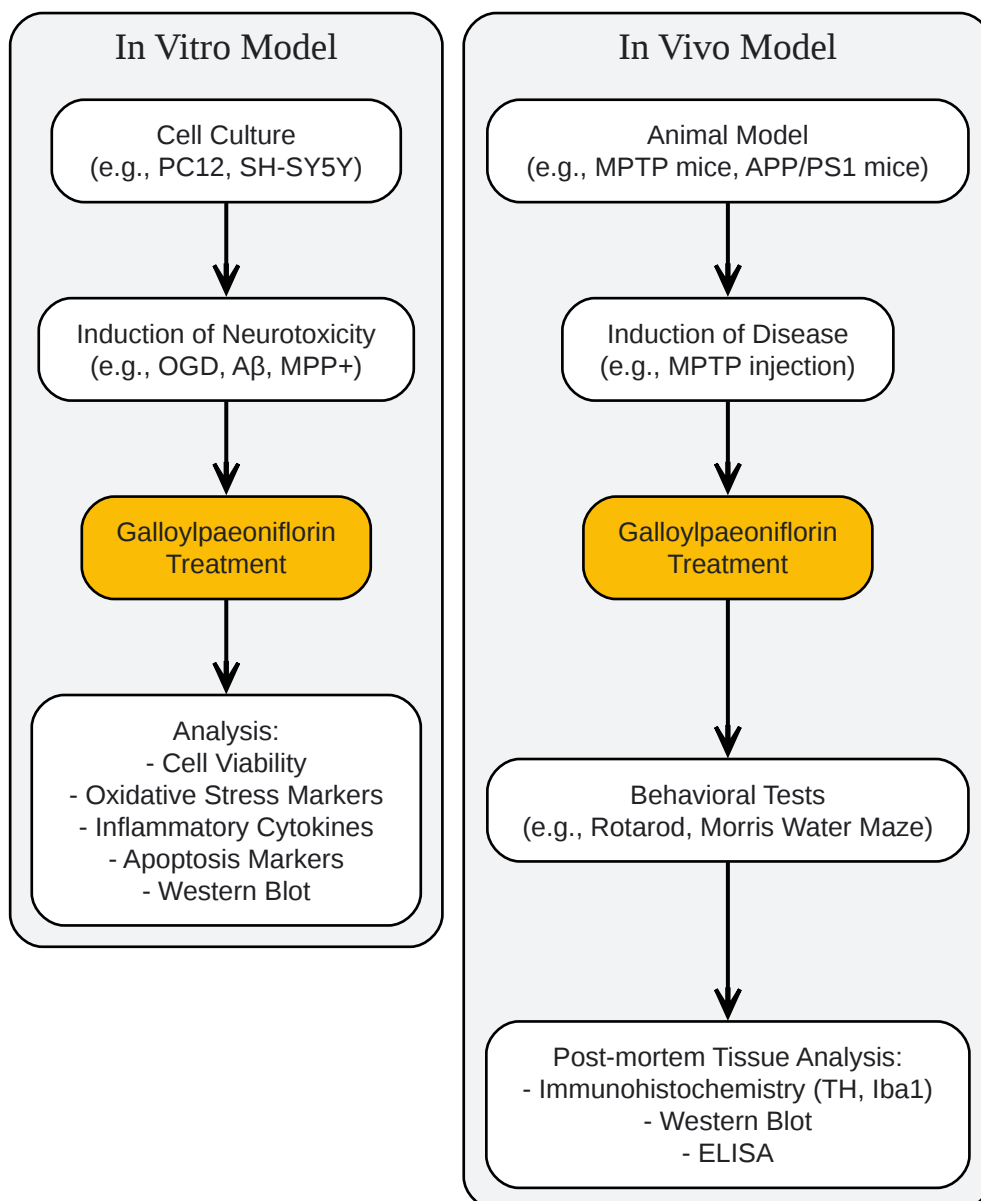 In Vitro Model
Cell Culture
(e.g., PC12, SH-SY5Y)
Induction of Neurotoxicity
(e.g., OGD, Aβ, MPP+)
Galloylpaeoniflorin
Treatment
Analysis:
- Cell Viability
- Oxidative Stress Markers
- Inflammatory Cytokines
- Apoptosis Markers
- Western Blot
In Vivo Model
Animal Model
(e.g., MPTP mice, APP/PS1 mice)
Induction of Disease
(e.g., MPTP injection)
Galloylpaeoniflorin
Treatment
Behavioral Tests
(e.g., Rotarod, Morris Water Maze)
Post-mortem Tissue Analysis:
- Immunohistochemistry (TH, Iba1)
- Western Blot
- ELISA